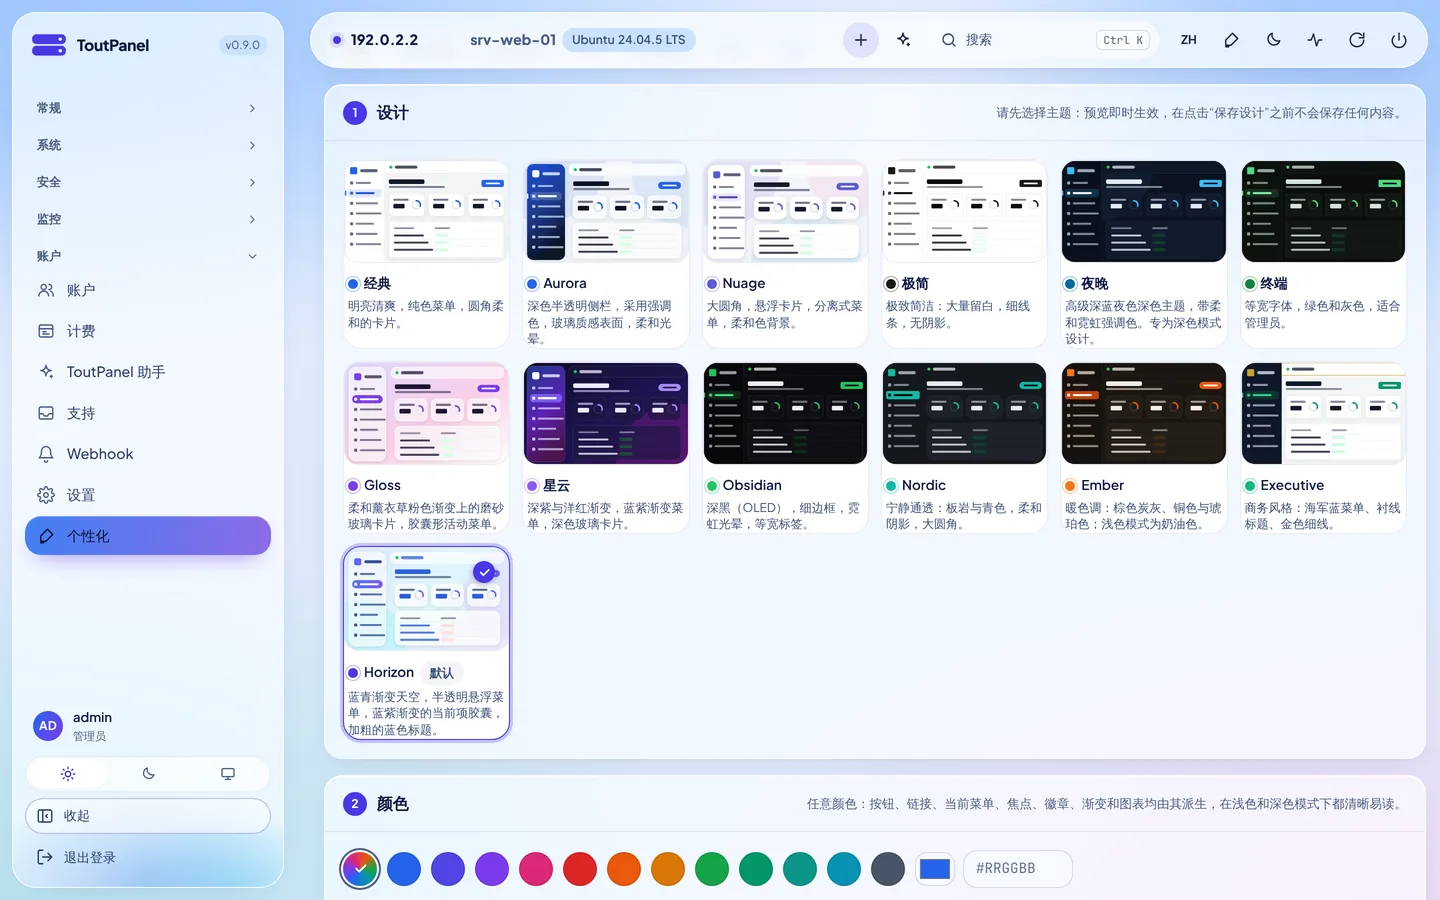 ToutPanel
v0.9.0
常规
系统
安全
监控
账户
账户
计费
ToutPanel 助手
支持
Webhook
设置
个性化
AD
admin
管理员
收起
退出登录
192.0.2.2
srv-web-01
Ubuntu 24.04.5 LTS
搜索
Ctrl K
ZH
1 设计
请先选择主题：预览即时生效，在点击“保存设计”之前不会保存任何内容。
经典
明亮清爽，纯色菜单，圆角柔
和的卡片。
Aurora
深色半透明侧栏，采用强调
色，玻璃质感表面，柔和光
晕。
Nuage
大圆角，悬浮卡片，分离式菜
单，柔和色背景。
极简
极致简洁：大量留白，细线
条，无阴影。
夜晚
高级深蓝夜色深色主题，带柔
和霓虹强调色。专为深色模式
设计。
终端
等宽字体，绿色和灰色，适合
管理员。
Gloss
柔和薰衣草粉色渐变上的磨砂
玻璃卡片，胶囊形活动菜单。
星云
深紫与洋红渐变，蓝紫渐变菜
单，深色玻璃卡片。
Obsidian
深黑（OLED），细边框，霓
虹光晕，等宽标签。
Nordic
宁静通透：板岩与青色，柔和
阴影，大圆角。
Ember
暖色调：棕色炭灰、铜色与琥
珀色；浅色模式为奶油色。
Executive
商务风格：海军蓝菜单、衬线
标题、金色细线。
Horizon 默认
蓝青渐变天空，半透明悬浮菜
单，蓝紫渐变的当前项胶囊，
加粗的蓝色标题。
2 颜色
任意颜色：按钮、链接、当前菜单、焦点、徽章、渐变和图表均由其派生，在浅色和深色模式下都清晰易读。
#RRGGBB